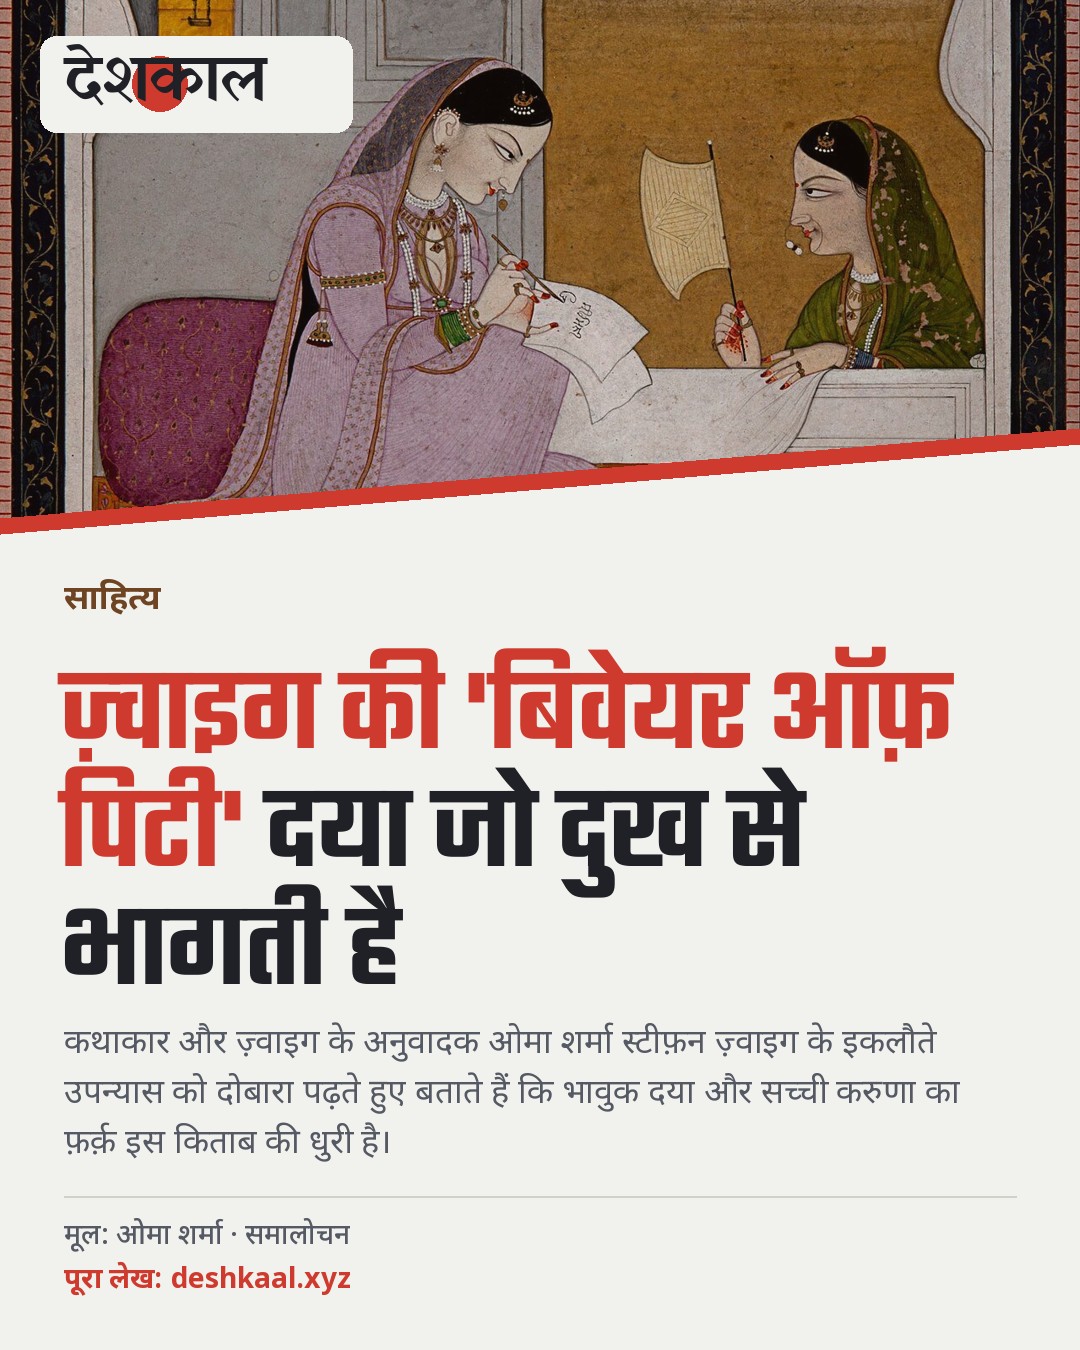 देशकाल
साहित्य
ज़्वाइग की 'बिवेयर ऑफ़
पिटी' दया जो दुख से
भागती है
कथाकार और ज़्वाइग के अनुवादक ओमा शर्मा स्टीफ़न ज़्वाइग के इकलौते
उपन्यास को दोबारा पढ़ते हुए बताते हैं कि भावुक दया और सच्ची करुणा का
फ़र्क़ इस किताब की धुरी है।
मूल: ओमा शर्मा · समालोचन
पूरा लेख: deshkaal.xyz